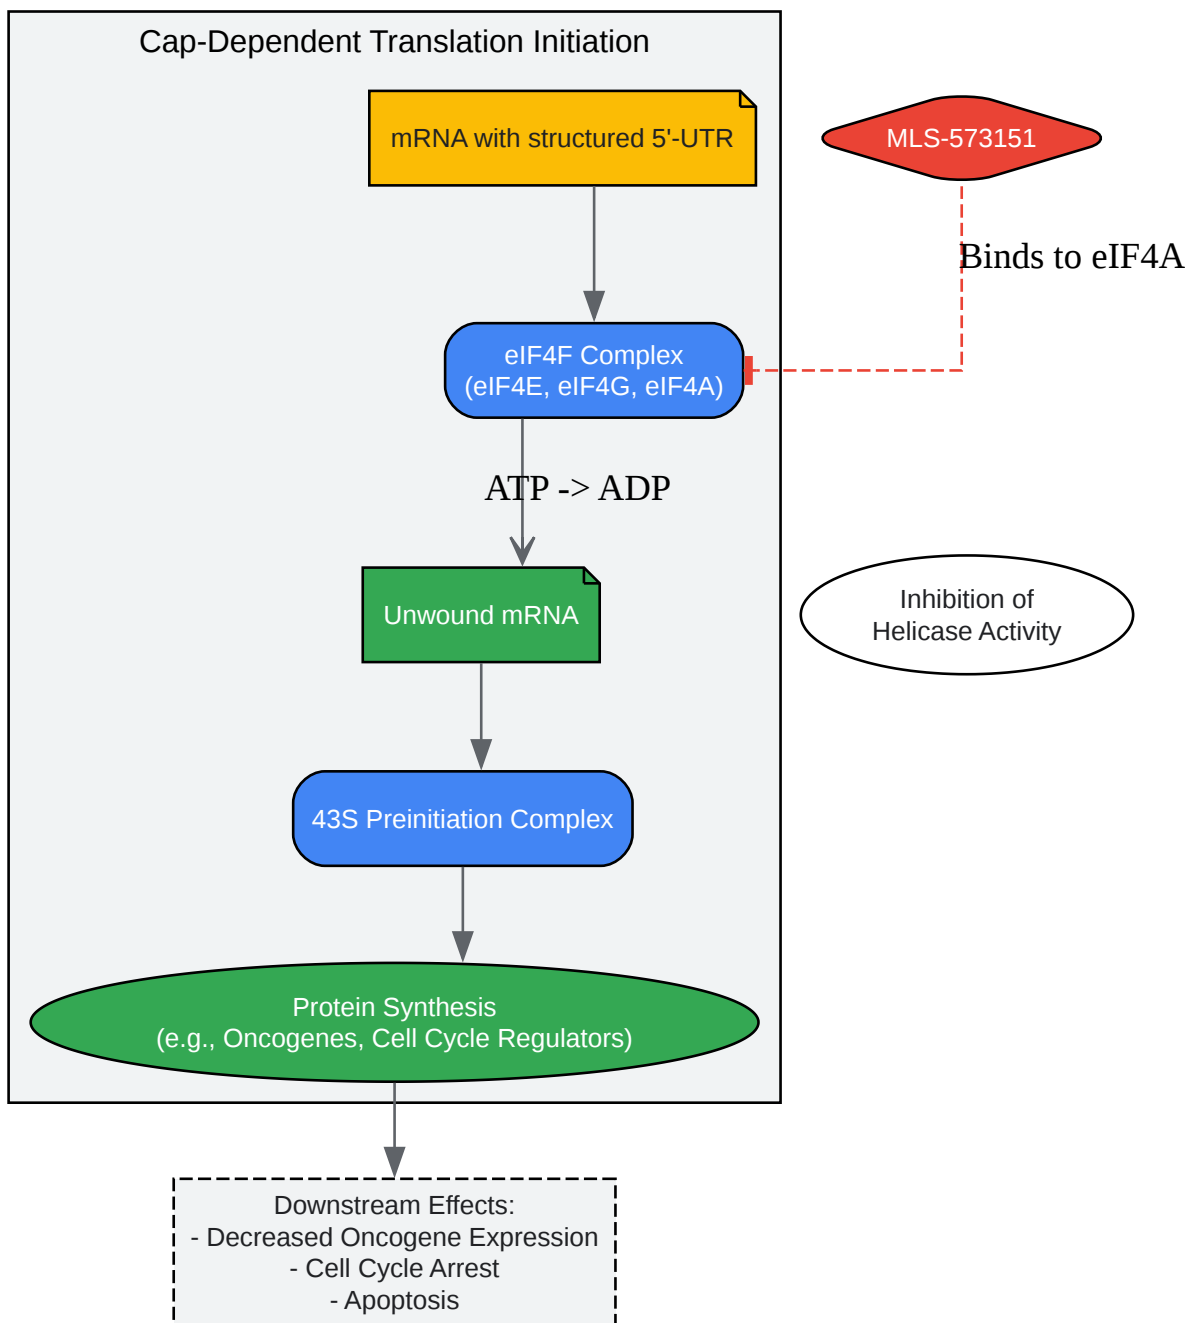 Cap-Dependent Translation Initiation
mRNA with structured 5'-UTR
MLS-573151
Binds to eIF4A
eIF4F Complex
(eIF4E, eIF4G, eIF4A)
ATP -> ADP
Unwound mRNA
Inhibition of
Helicase Activity
43S Preinitiation Complex
Protein Synthesis
(e.g., Oncogenes, Cell Cycle Regulators)
Downstream Effects:
- Decreased Oncogene Expression
- Cell Cycle Arrest
- Apoptosis